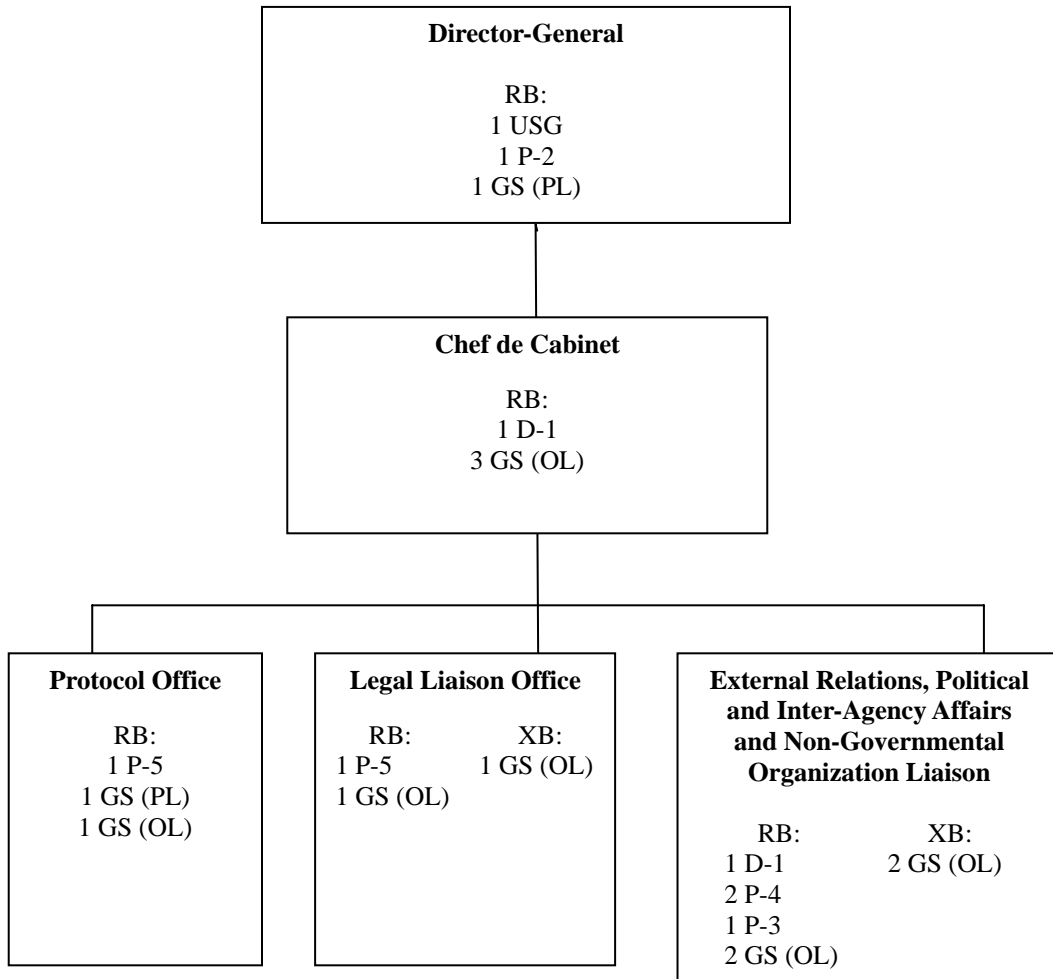 Director-General
RB:
1 USG
1 P-2
1 GS (PL)
Chef de Cabinet
RB:
1 D-1
3 GS (OL)
Protocol Office
RB:
1 P-5
1 GS (PL)
1 GS (OL)
Legal Liaison Office
RB: XB:
1 P-5 1 GS (OL)
1 GS (OL)
External Relations, Political
and Inter-Agency Affairs
and Non-Governmental
Organization Liaison
RB: XB:
1 D-1 2 GS (OL)
2 P-4
1 P-3
2 GS (OL)